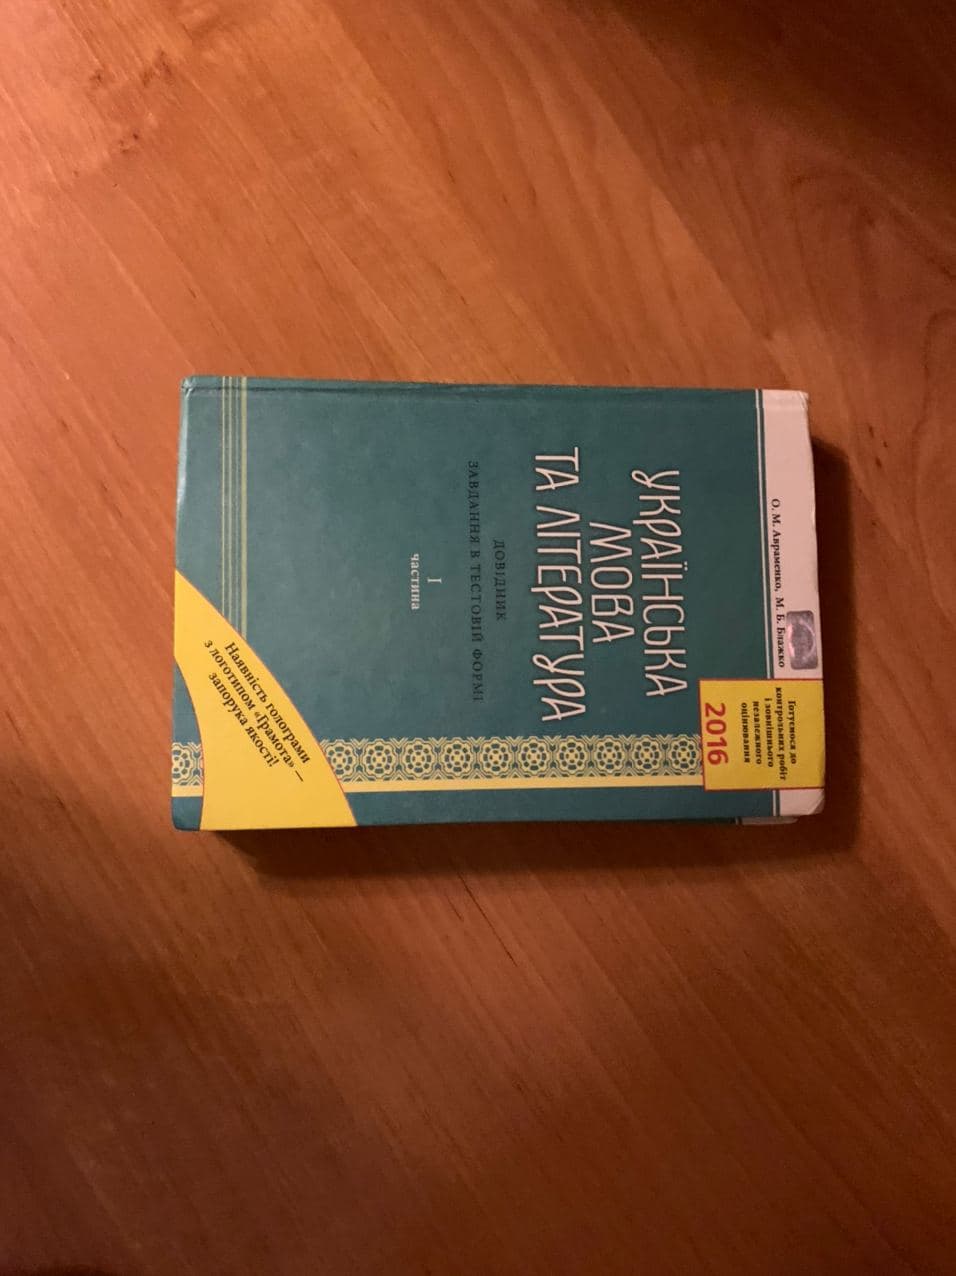 О. М. Авраменко, М. Б. Блажко
Готуємося до
контрольних робіт
і зовнішнього
незалежного
оцінювання
2016
УКРАЇНСЬКА
МОВА
ТА ЛІТЕРАТУРА
ДОВІДНИК
ЗАВДАННЯ В ТЕСТОВІЙ ФОРМІ
I
частина
Наявність голограми
з логотипом «Грамота» —
запорука якості!